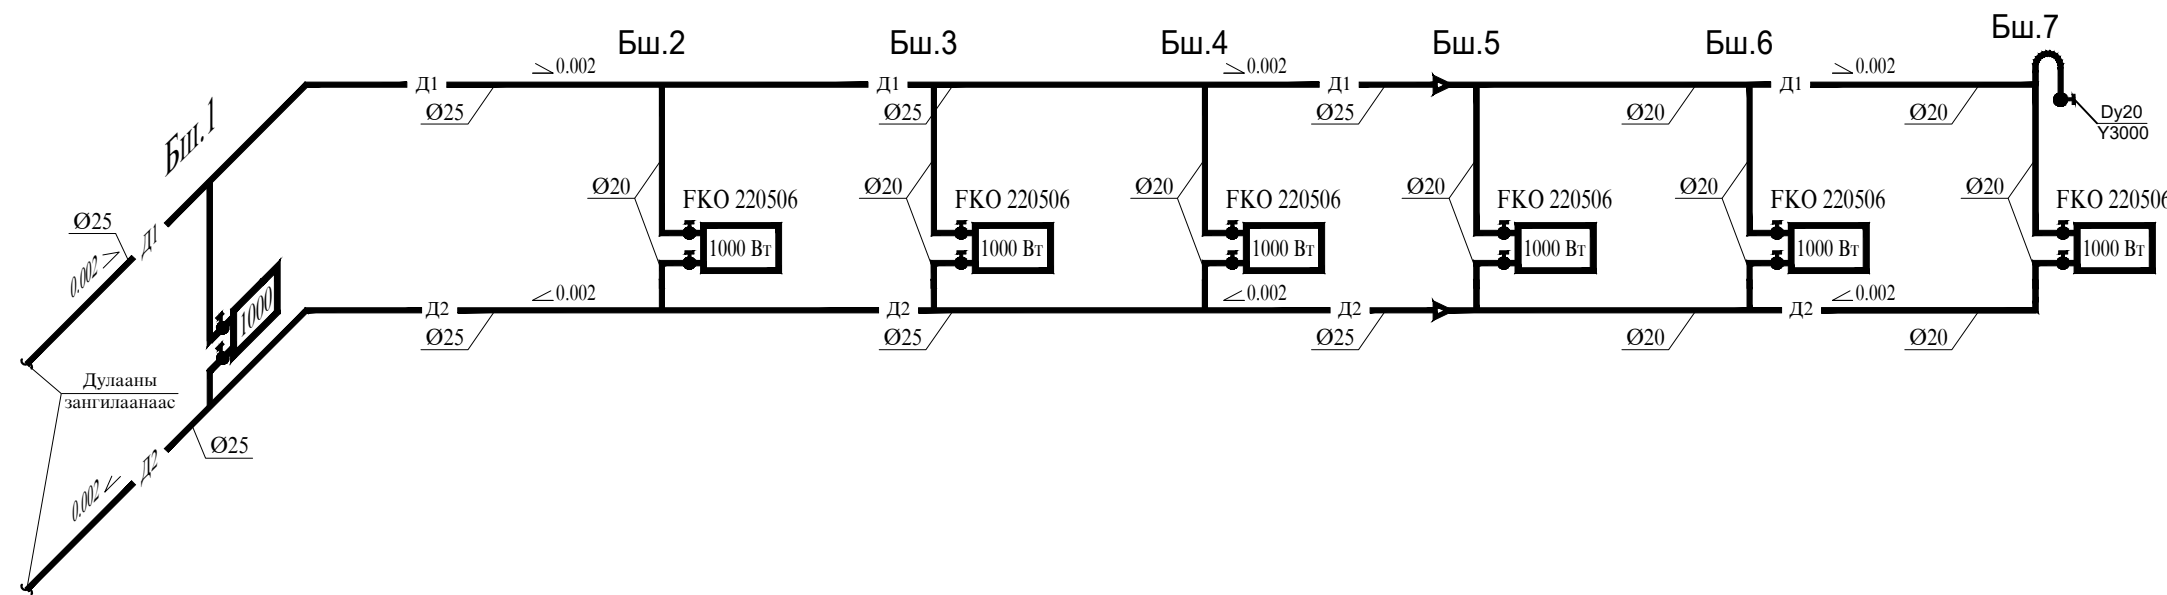 Бш.1
Бш.2
Бш.3
Бш.4
Бш.5
Бш.6
Бш.7
0.002
0.002
0.002
Д1
Д1
Д1
Д1
Ø25
Ø25
Ø25
Ø20
Ø20
Dy20
Y3000
Ø25
Д1
0.002
Ø20
FKO 220506
1000 Вт
Ø20
FKO 220506
1000 Вт
Ø20
FKO 220506
1000 Вт
Ø20
FKO 220506
1000 Вт
Ø20
FKO 220506
1000 Вт
Ø20
FKO 220506
1000 Вт
1000
0.002
0.002
0.002
Д2
Д2
Д2
Д2
Ø25
Ø25
Ø25
Ø20
Ø20
Дулааны
зангилаанаас
Ø25
Д2
0.002